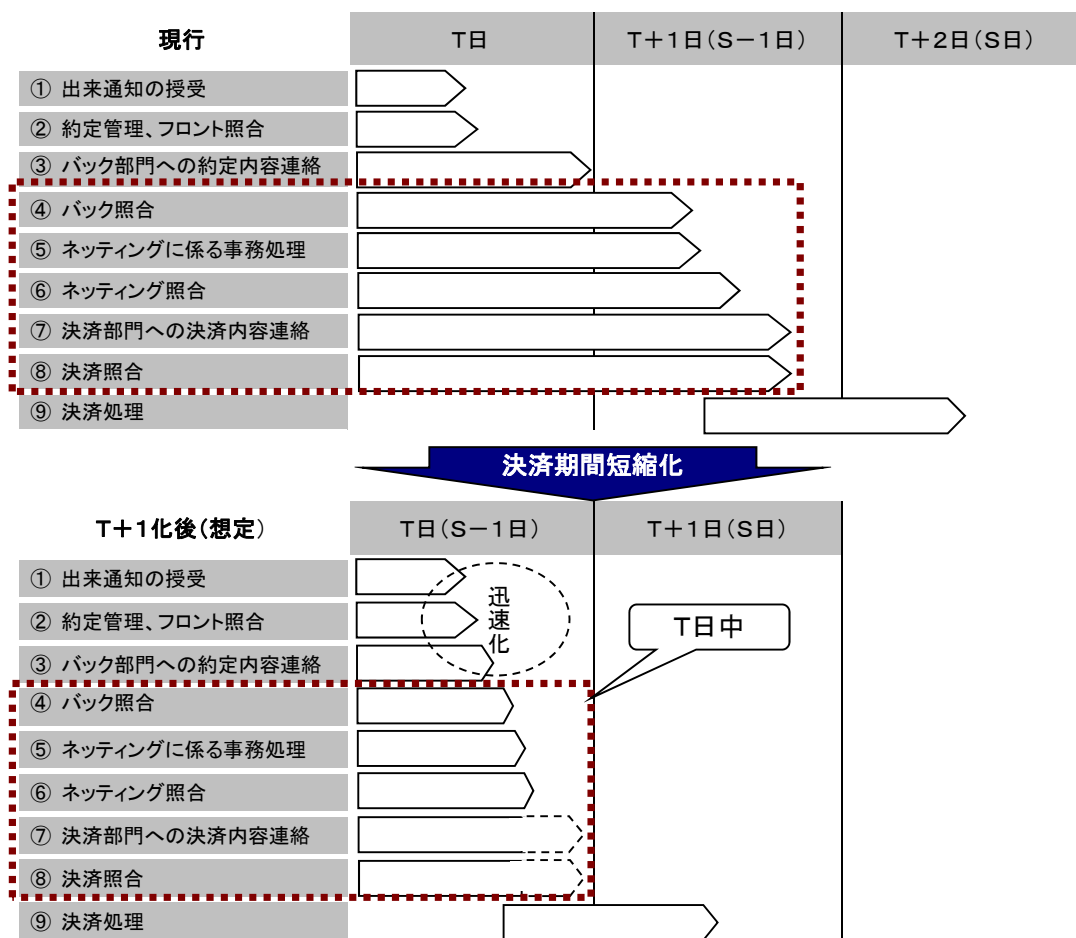 現行 T日 T+1日(S-1日) T+2日(S日)
① 出来通知の授受
② 約定管理、フロント照合
③ バック部門への約定内容連絡
④ バック照合
⑤ ネッティングに係る事務処理
⑥ ネッティング照合
⑦ 決済部門への決済内容連絡
⑧ 決済照合
⑨ 決済処理
決済期間短縮化
T+1化後(想定) T日(S-1日) T+1日(S日)
① 出来通知の授受
② 約定管理、フロント照合
③ バック部門への約定内容連絡
迅速化
T日中
④ バック照合
⑤ ネッティングに係る事務処理
⑥ ネッティング照合
⑦ 決済部門への決済内容連絡
⑧ 決済照合
⑨ 決済処理